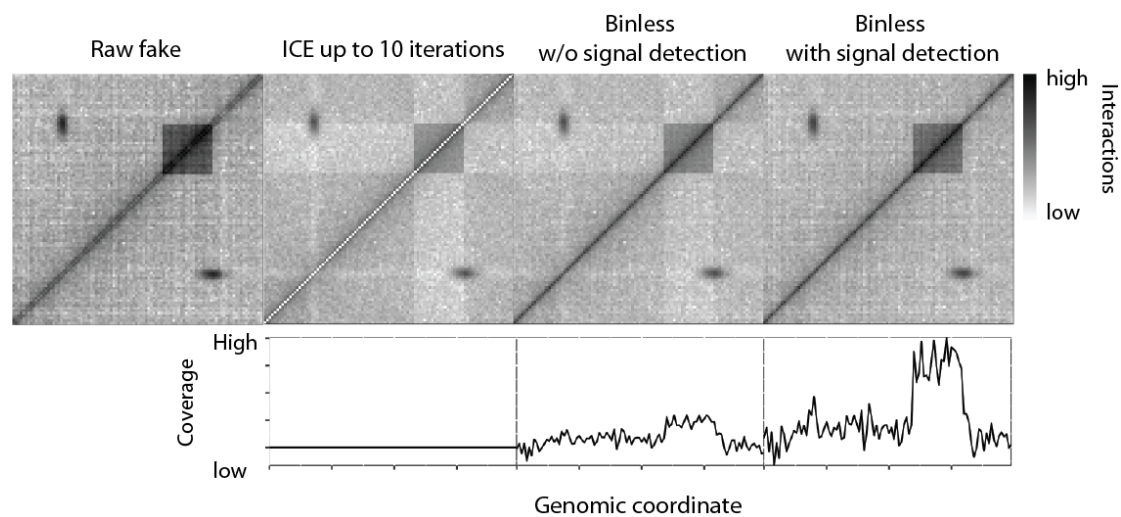 Raw fake
ICE up to 10 iterations
Binless
w/o signal detection
Binless
with signal detection
high
Interactions
low
High
Coverage
low
Genomic coordinate